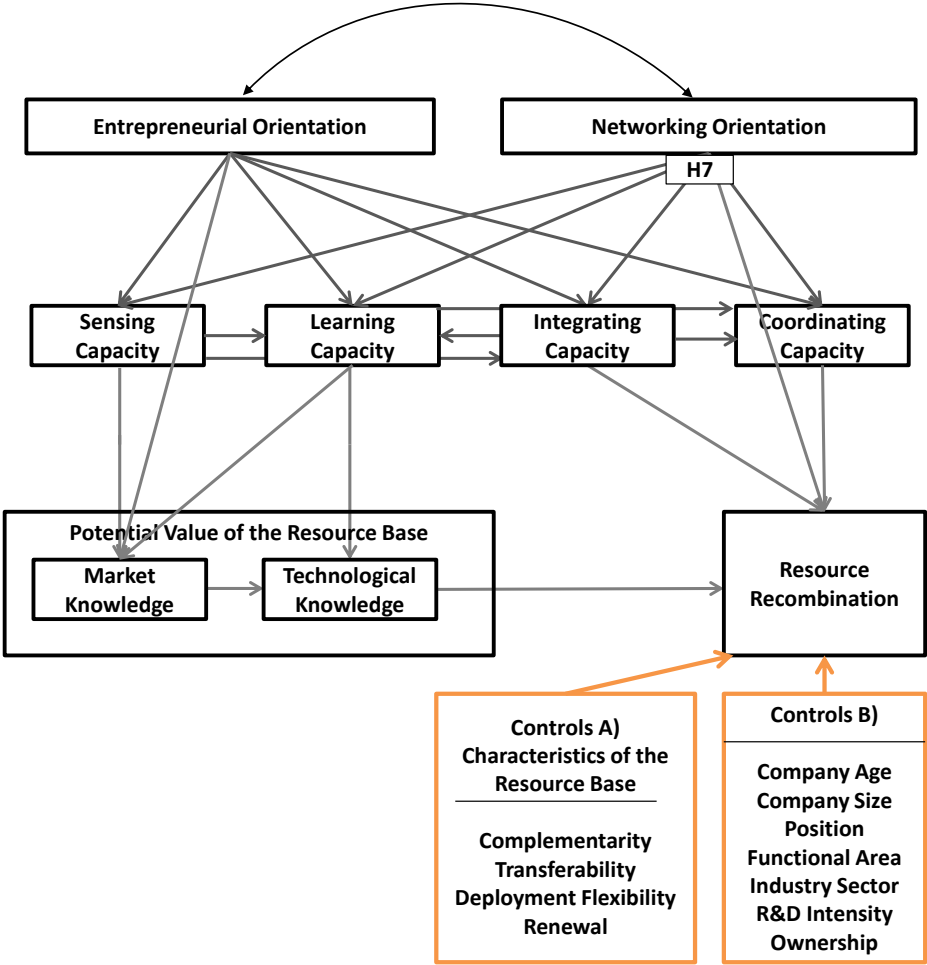 Entrepreneurial Orientation
Networking Orientation
H7
Sensing
Capacity
Learning
Capacity
Integrating
Capacity
Coordinating
Capacity
Potential Value of the Resource Base
Market
Knowledge
Technological
Knowledge
Resource
Recombination
Controls A)
Characteristics of the
Resource Base
Complementarity
Transferability
Deployment Flexibility
Renewal
Controls B)
Company Age
Company Size
Position
Functional Area
Industry Sector
R&D Intensity
Ownership